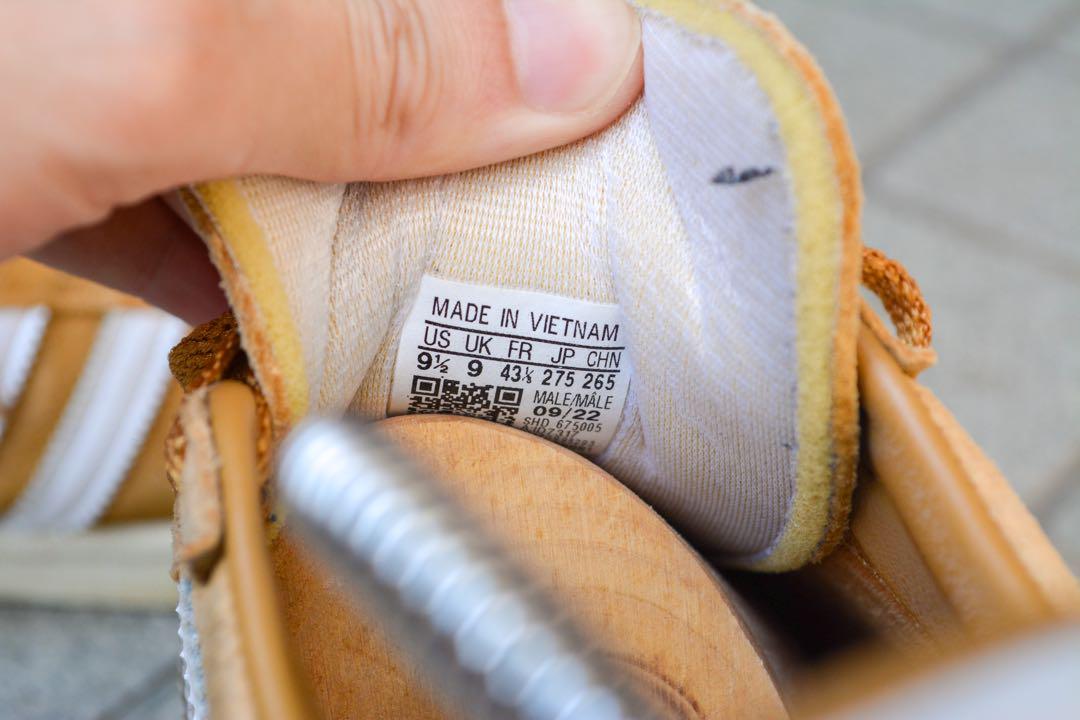 MADE IN VIETNAM
US UK FR JP CHN
9½ 9 43⅓ 275 265
MALE/MÂLE
09/22
SHO 675005